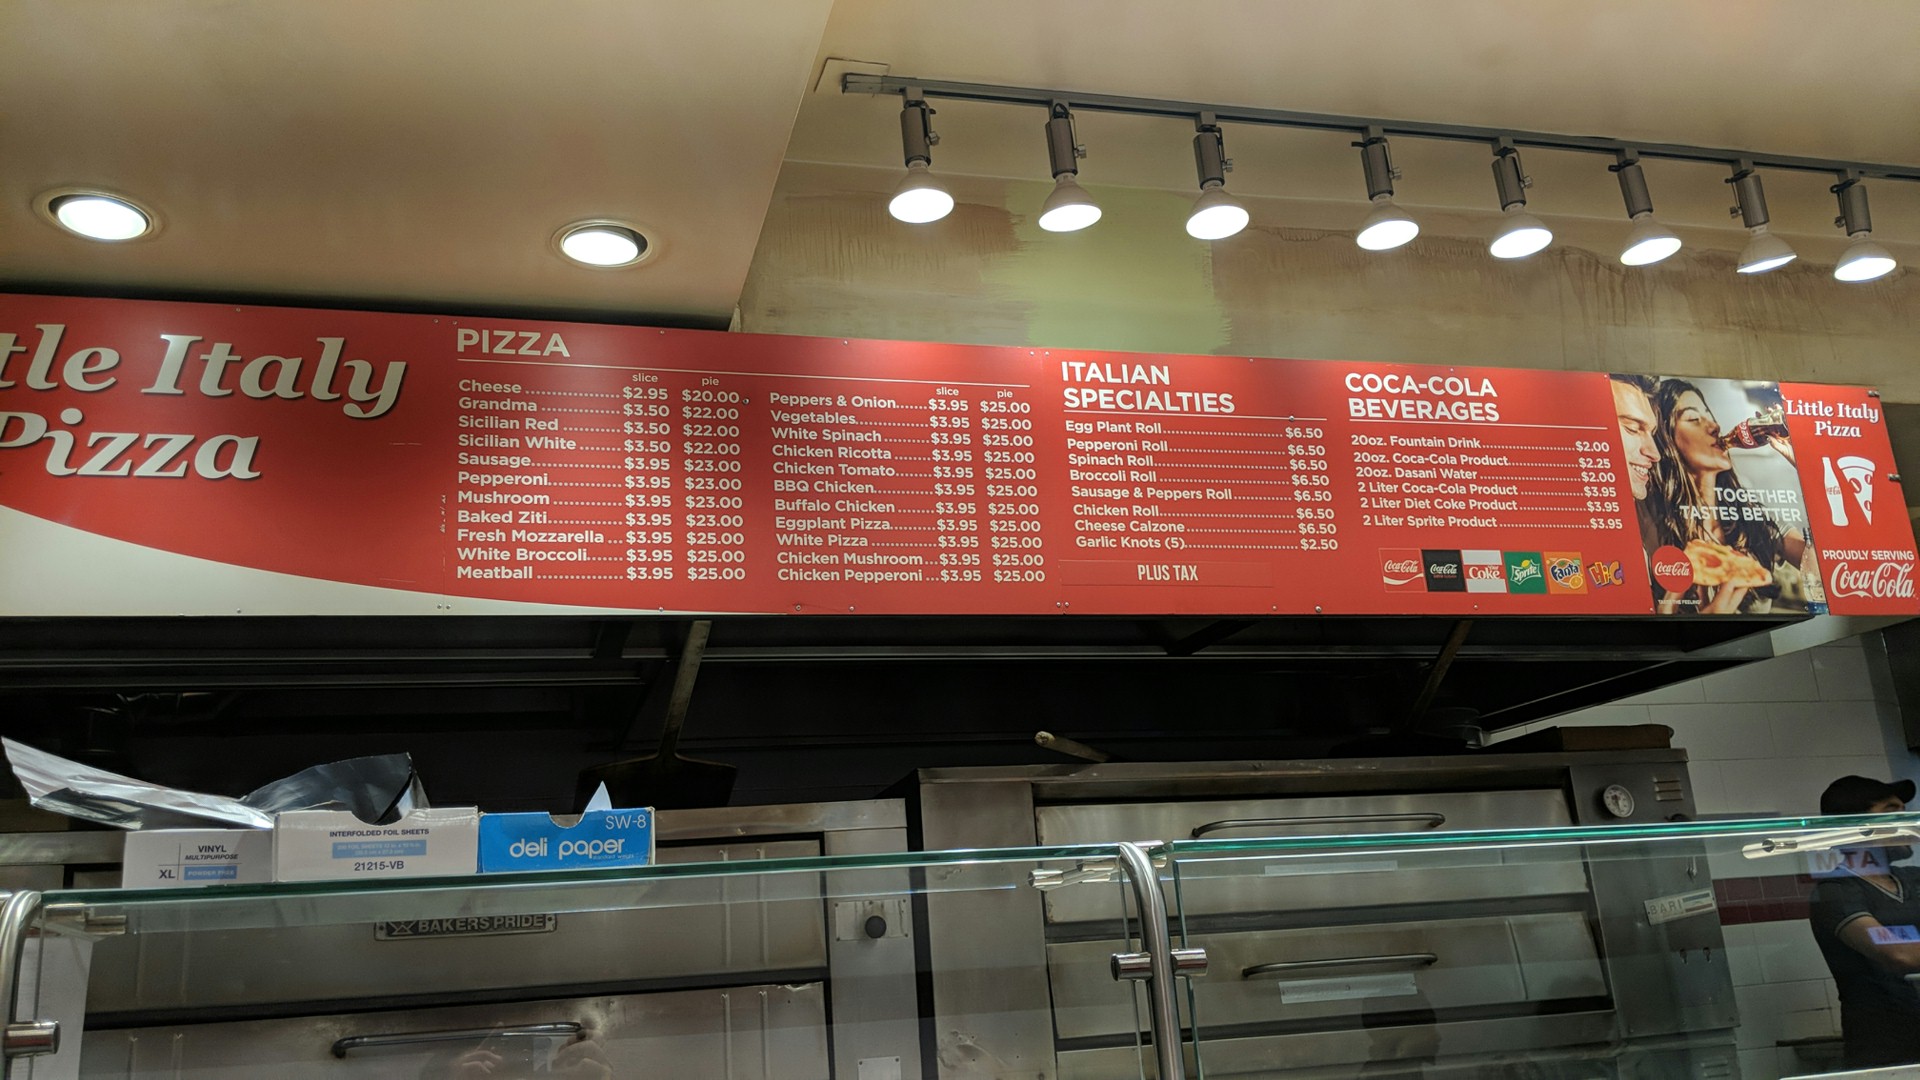 tle Italy
Pizza
PIZZA
slice pie
Cheese $2.95 $20.00
Grandma $3.50 $22.00
Sicilian Red $3.50 $22.00
Sicilian White $3.50 $22.00
Sausage $3.95 $23.00
Pepperoni $3.95 $23.00
Mushroom $3.95 $23.00
Baked Ziti $3.95 $23.00
Fresh Mozzarella $3.95 $25.00
White Broccoli $3.95 $25.00
Meatball $3.95 $25.00
slice pie
Peppers & Onion $3.95 $25.00
Vegetables $3.95 $25.00
White Spinach $3.95 $25.00
Chicken Ricotta $3.95 $25.00
Chicken Tomato $3.95 $25.00
BBQ Chicken $3.95 $25.00
Buffalo Chicken $3.95 $25.00
Eggplant Pizza $3.95 $25.00
White Pizza $3.95 $25.00
Chicken Mushroom $3.95 $25.00
Chicken Pepperoni $3.95 $25.00
ITALIAN
SPECIALTIES
Egg Plant Roll $6.50
Pepperoni Roll $6.50
Spinach Roll $6.50
Broccoli Roll $6.50
Sausage & Peppers Roll $6.50
Chicken Roll $6.50
Cheese Calzone $6.50
Garlic Knots (5) $2.50
PLUS TAX
COCA-COLA
BEVERAGES
20oz. Fountain Drink $2.00
20oz. Coca-Cola Product $2.25
20oz. Dasani Water $2.00
2 Liter Coca-Cola Product $3.95
2 Liter Diet Coke Product $3.95
2 Liter Sprite Product $3.95
Coca-Cola Coca-Cola Coke Sprite Fanta Hi-C
TOGETHER
TASTES BETTER
Coca-Cola
Little Italy
Pizza
PROUDLY SERVING
Coca-Cola
VINYL
MULTIPURPOSE
XL POWDER FREE
INTERFOLDED FOIL SHEETS
21215-VB
SW-8
deli paper
BAKERS PRIDE
BARI
MTA
MTA